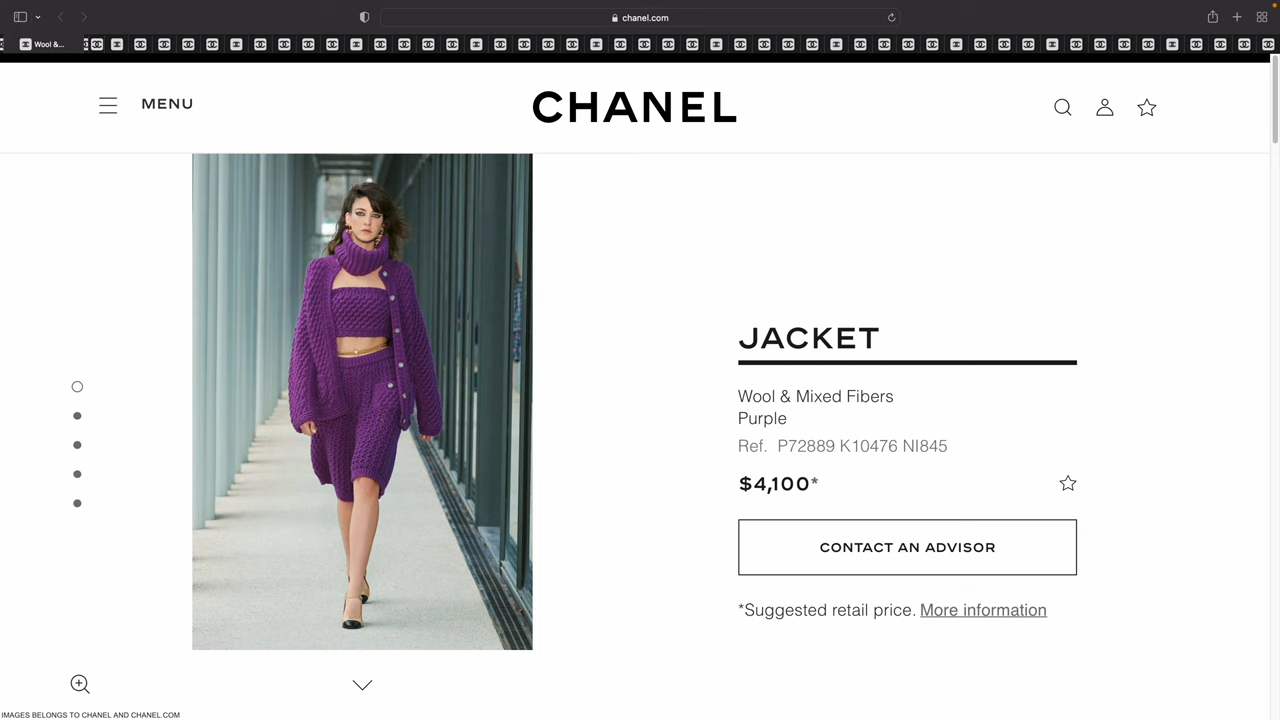 chanel.com
Wool &...
MENU
CHANEL
JACKET
Wool & Mixed Fibers
Purple
Ref. P72889 K10476 NI845
$4,100*
CONTACT AN ADVISOR
*Suggested retail price. More information
IMAGES BELONGS TO CHANEL AND CHANEL.COM